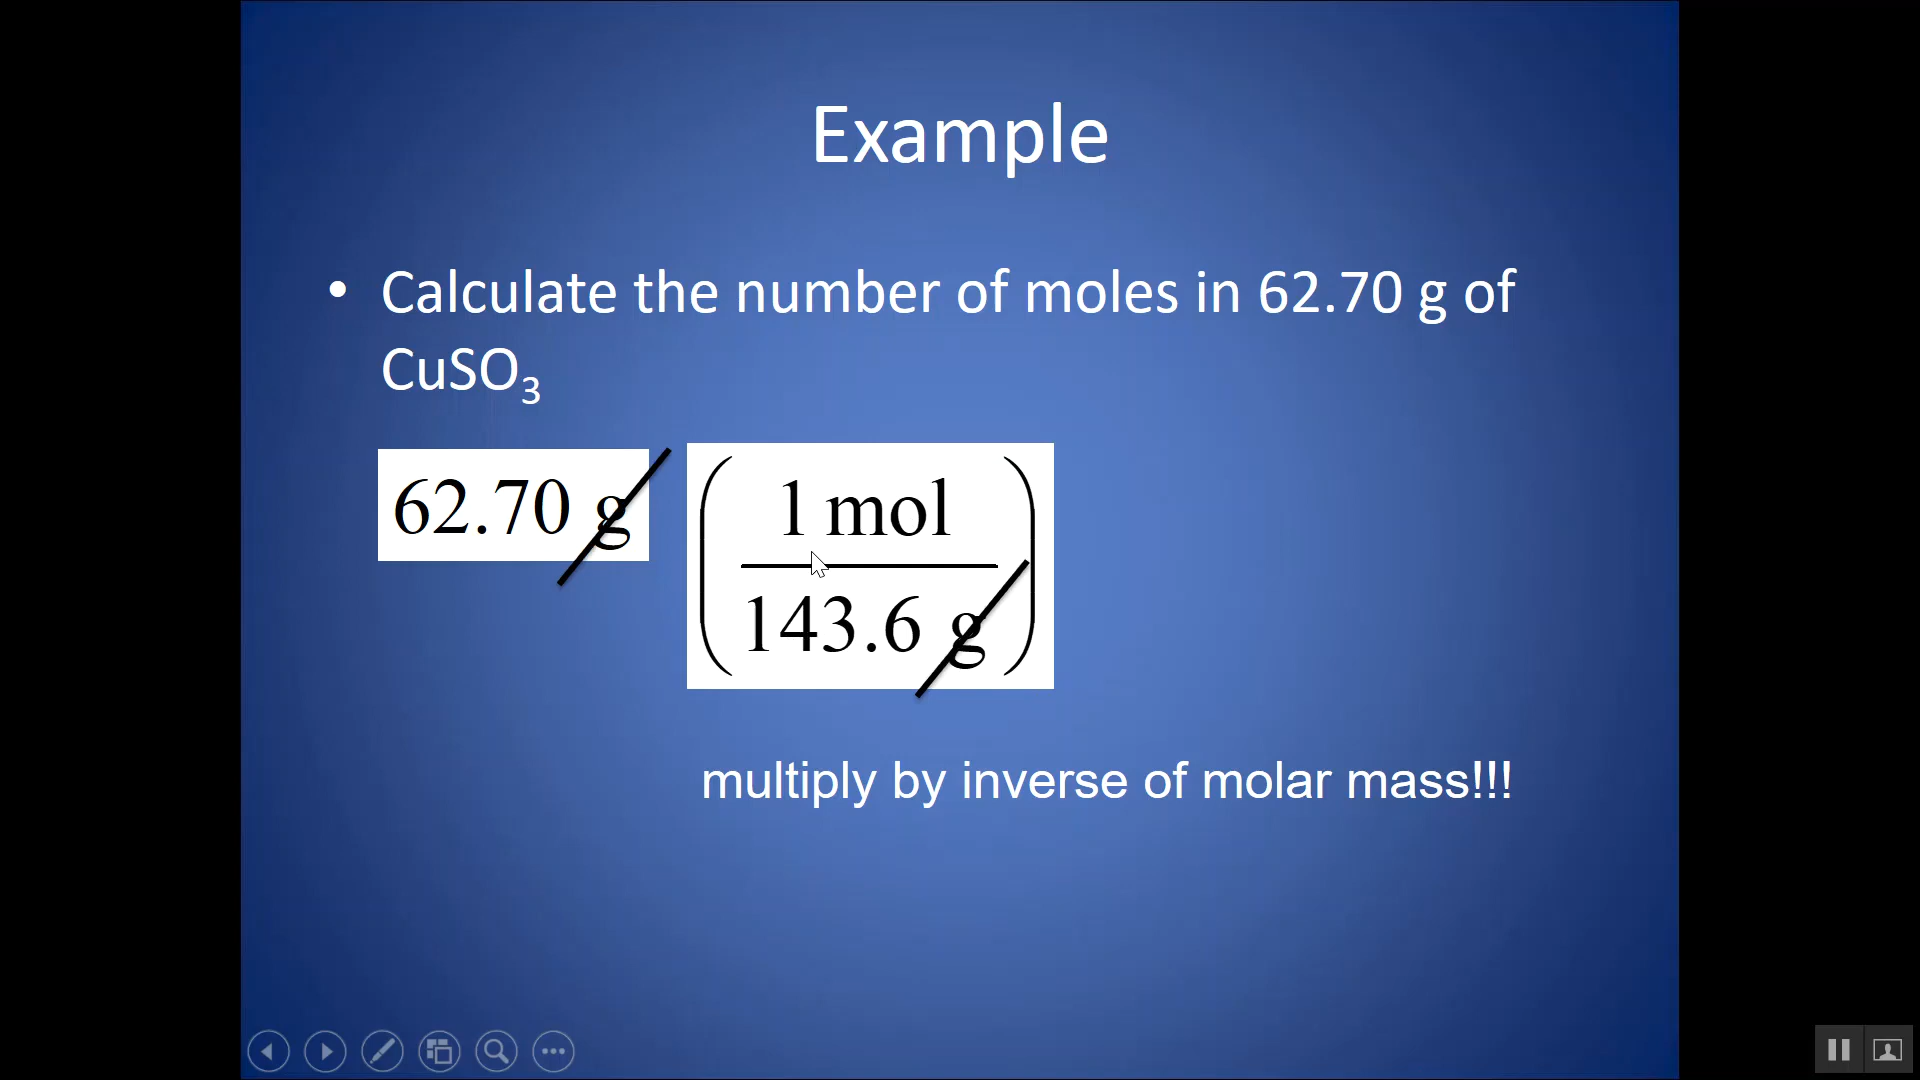 Example
• Calculate the number of moles in 62.70 g of
CuSO₃
62.70 g
1 mol
143.6 g
multiply by inverse of molar mass!!!